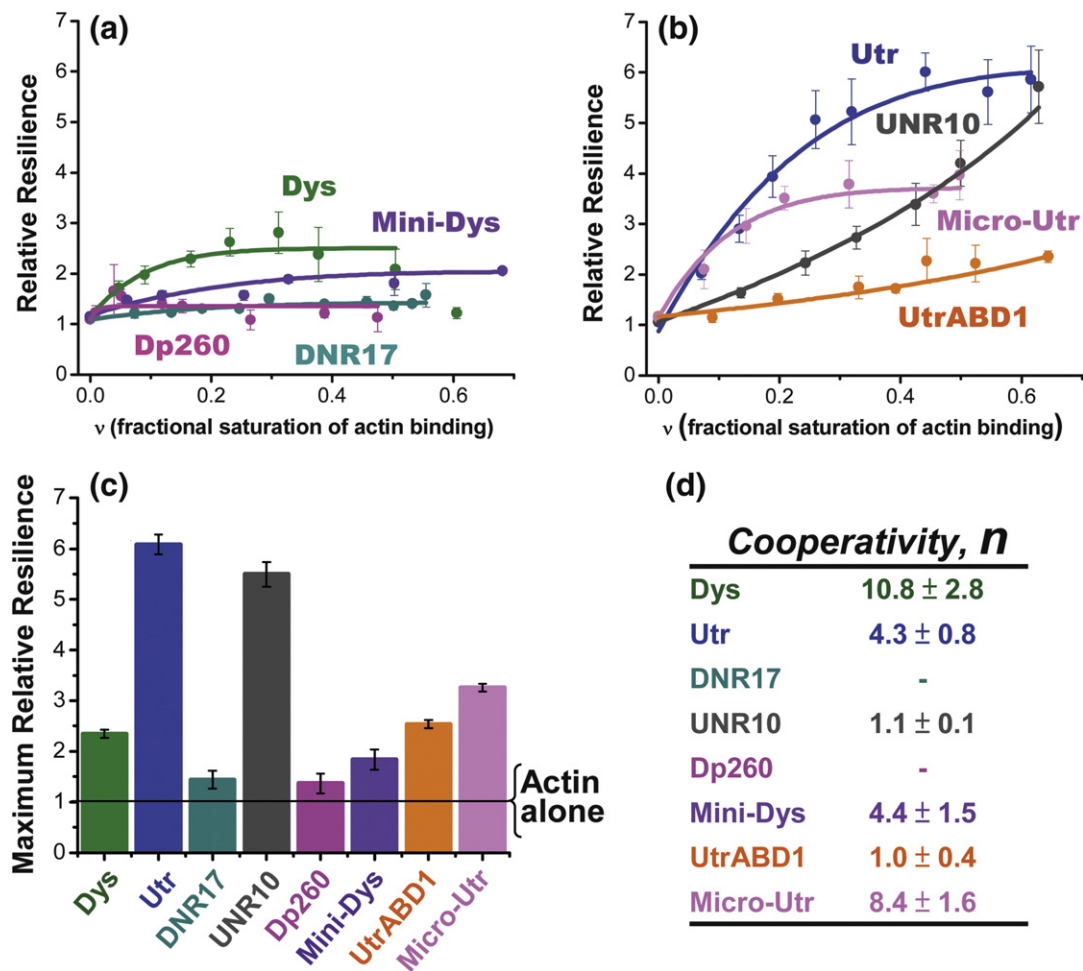 (a)
Relative Resilience
7
6
5
4
3
2
1
0
Dys
Mini-Dys
Dp260
DNR17
0.0 0.2 0.4 0.6
ν (fractional saturation of actin binding)
(b)
Relative Resilience
7
6
5
4
3
2
1
0
Utr
UNR10
Micro-Utr
UtrABD1
0.0 0.2 0.4 0.6
ν (fractional saturation of actin binding)
(c)
Maximum Relative Resilience
7
6
5
4
3
2
1
0
Actin
alone
Dys
Utr
DNR17
UNR10
Dp260
Mini-Dys
UtrABD1
Micro-Utr
(d)
Cooperativity, n
Dys 10.8 ± 2.8
Utr 4.3 ± 0.8
DNR17 -
UNR10 1.1 ± 0.1
Dp260 -
Mini-Dys 4.4 ± 1.5
UtrABD1 1.0 ± 0.4
Micro-Utr 8.4 ± 1.6